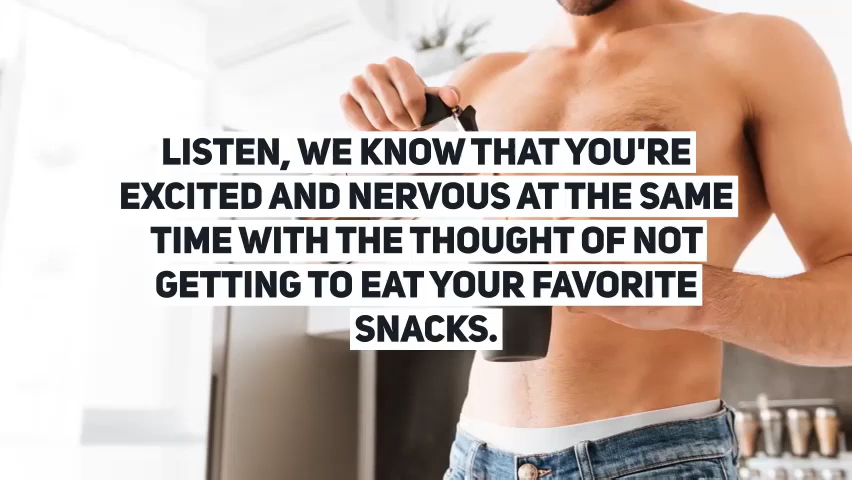 LISTEN, WE KNOW THAT YOU'RE
EXCITED AND NERVOUS AT THE SAME
TIME WITH THE THOUGHT OF NOT
GETTING TO EAT YOUR FAVORITE
SNACKS.